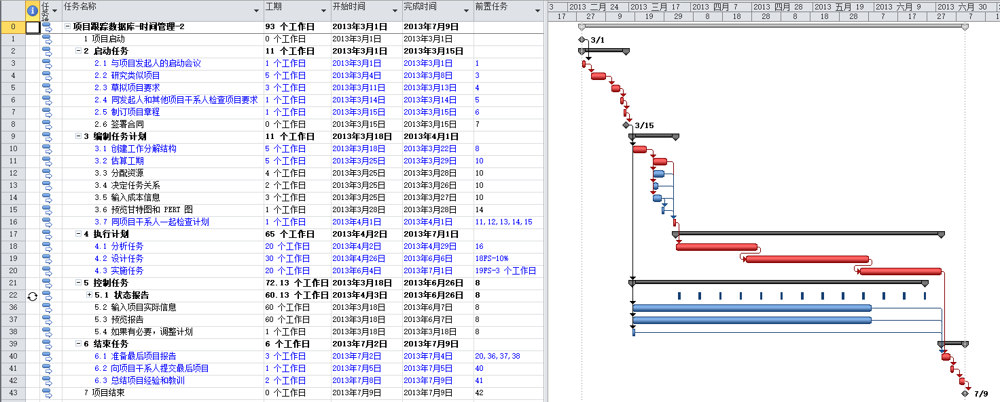 任务模 任务名称 工期 开始时间 完成时间 前置任务 3 2013 二月 24 2013 三月 17 2013 四月 7 2013 四月 28 2013 五月 19 2013 六月 9 2013 六月 30 2
17 27 9 19 29 8 18 28 8 18 28 7 17 27 7
0 项目跟踪数据库-时间管理-2 93 个工作日 2013年3月1日 2013年7月9日
1 1 项目启动 0 个工作日 2013年3月1日 2013年3月1日 3/1
2 2 启动任务 11 个工作日 2013年3月1日 2013年3月15日
3 2.1 与项目发起人的启动会议 1 个工作日 2013年3月1日 2013年3月1日 1
4 2.2 研究类似项目 5 个工作日 2013年3月4日 2013年3月8日 3
5 2.3 草拟项目要求 3 个工作日 2013年3月11日 2013年3月13日 4
6 2.4 同发起人和其他项目干系人检查项目要求 1 个工作日 2013年3月14日 2013年3月14日 5
7 2.5 制订项目章程 1 个工作日 2013年3月15日 2013年3月15日 6
8 2.6 签署合同 0 个工作日 2013年3月15日 2013年3月15日 7 3/15
9 3 编制任务计划 11 个工作日 2013年3月18日 2013年4月1日
10 3.1 创建工作分解结构 5 个工作日 2013年3月18日 2013年3月22日 8
11 3.2 估算工期 5 个工作日 2013年3月25日 2013年3月29日 10
12 3.3 分配资源 4 个工作日 2013年3月25日 2013年3月28日 10
13 3.4 决定任务关系 2 个工作日 2013年3月25日 2013年3月26日 10
14 3.5 输入成本信息 3 个工作日 2013年3月25日 2013年3月27日 10
15 3.6 预览甘特图和 PERT 图 1 个工作日 2013年3月28日 2013年3月28日 14
16 3.7 同项目干系人一起检查计划 1 个工作日 2013年4月1日 2013年4月1日 11,12,13,14,15
17 4 执行计划 65 个工作日 2013年4月2日 2013年7月1日
18 4.1 分析任务 20 个工作日 2013年4月2日 2013年4月29日 16
19 4.2 设计任务 30 个工作日 2013年4月26日 2013年6月6日 18FS-10%
20 4.3 实施任务 20 个工作日 2013年6月4日 2013年7月1日 19FS-3 个工作日
21 5 控制任务 72.13 个工作日 2013年3月18日 2013年6月26日 8
22 5.1 状态报告 60.13 个工作日 2013年4月3日 2013年6月26日 8
36 5.2 输入项目实际信息 60 个工作日 2013年3月18日 2013年6月7日 8
37 5.3 预览报告 60 个工作日 2013年3月18日 2013年6月7日 8
38 5.4 如果有必要,调整计划 1 个工作日 2013年3月18日 2013年3月18日 8
39 6 结束任务 6 个工作日 2013年7月2日 2013年7月9日
40 6.1 准备最后项目报告 3 个工作日 2013年7月2日 2013年7月4日 20,36,37,38
41 6.2 向项目干系人提交最后项目 1 个工作日 2013年7月5日 2013年7月5日 40
42 6.3 总结项目经验和教训 2 个工作日 2013年7月8日 2013年7月9日 41
43 7 项目结束 0 个工作日 2013年7月9日 2013年7月9日 42 7/9